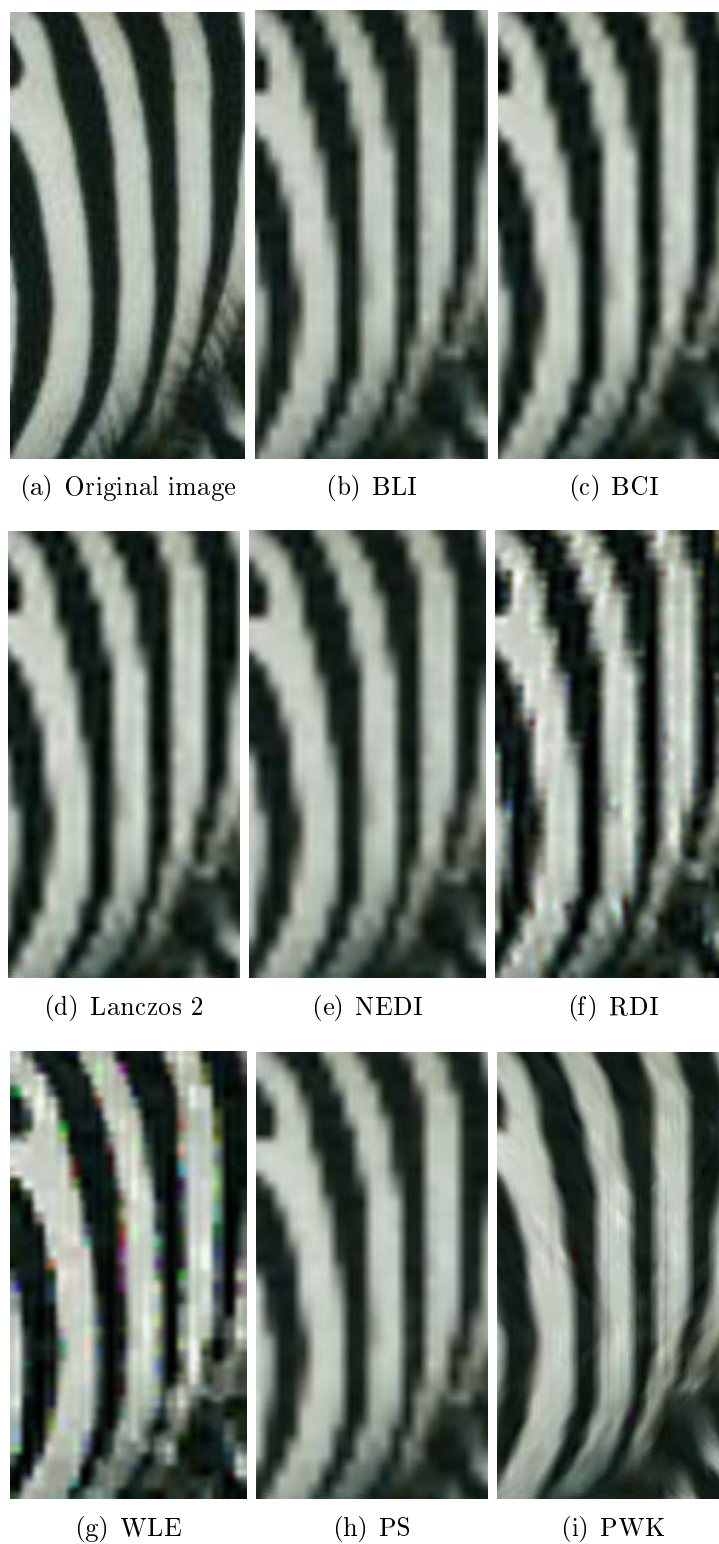 (a) Original image
(b) BLI
(c) BCI
(d) Lanczos 2
(e) NEDI
(f) RDI
(g) WLE
(h) PS
(i) PWK